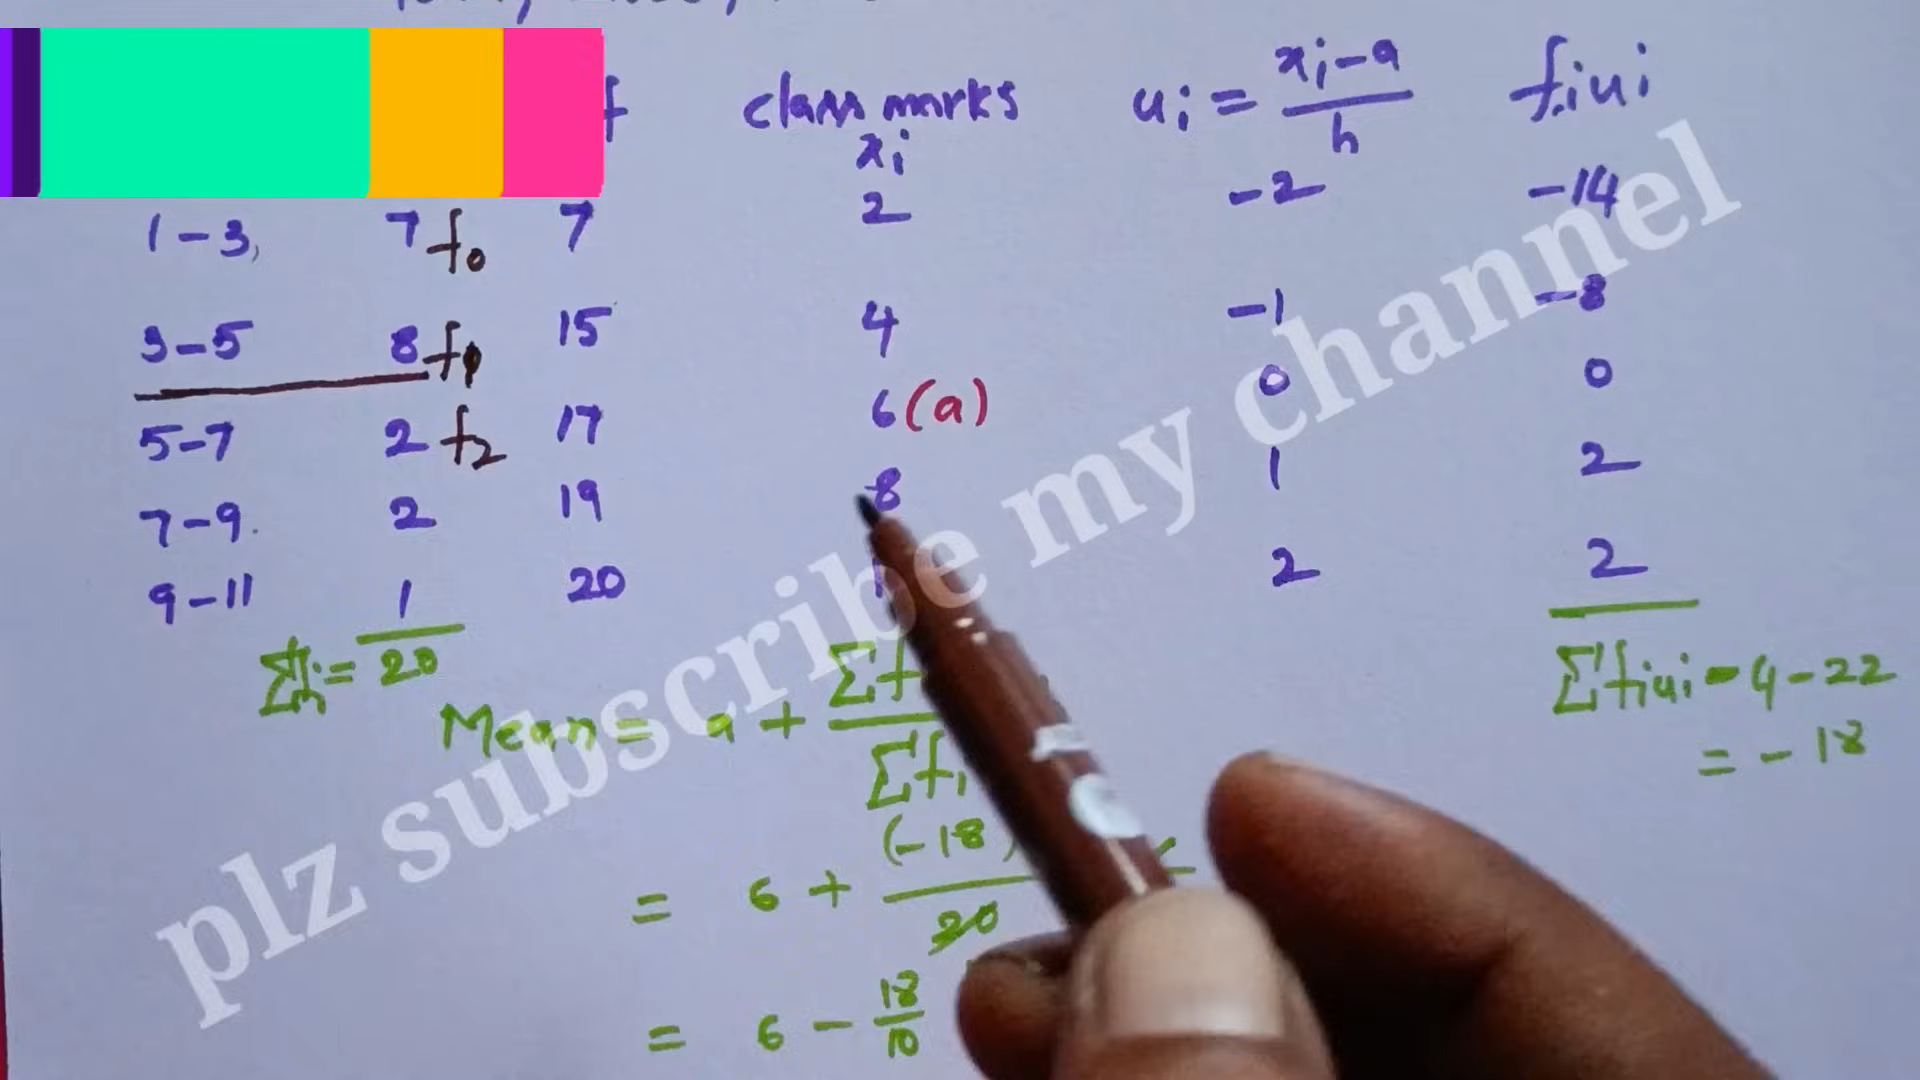 f class marks ui = xi-a/h fiui
xi
1-3, 7 f0 7 2 -2 -14
3-5 8 f1 15 4 -1 -8
5-7 2 f2 17 6(a) 0 0
7-9. 2 19 8 1 2
9-11 1 20 1 2 2
Σfi = 20
Σfiui = 4-22
= -18
Mean = a + Σf/Σfi
= 6 + (-18)/20
= 6 - 18/10
plz subscribe my channel